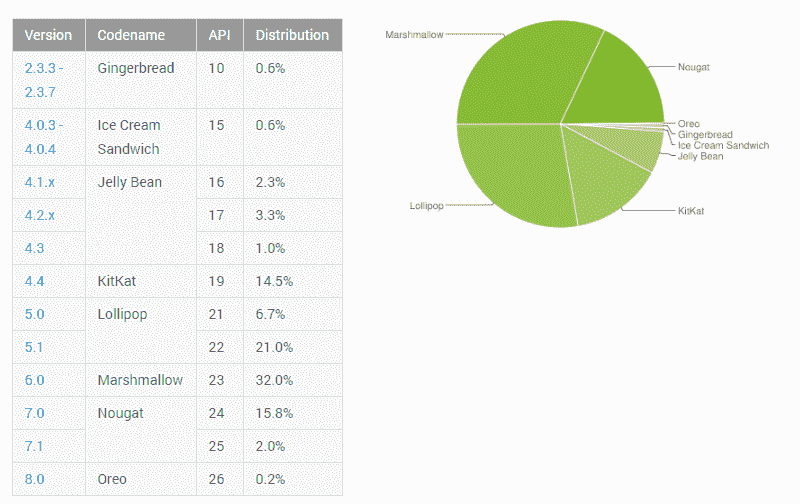 Version Codename API Distribution
2.3.3 - Gingerbread 10 0.6%
2.3.7
4.0.3 - Ice Cream 15 0.6%
4.0.4 Sandwich
4.1.x Jelly Bean 16 2.3%
4.2.x 17 3.3%
4.3 18 1.0%
4.4 KitKat 19 14.5%
5.0 Lollipop 21 6.7%
5.1 22 21.0%
6.0 Marshmallow 23 32.0%
7.0 Nougat 24 15.8%
7.1 25 2.0%
8.0 Oreo 26 0.2%
Marshmallow
Nougat
Oreo
Gingerbread
Ice Cream Sandwich
Jelly Bean
Lollipop
KitKat